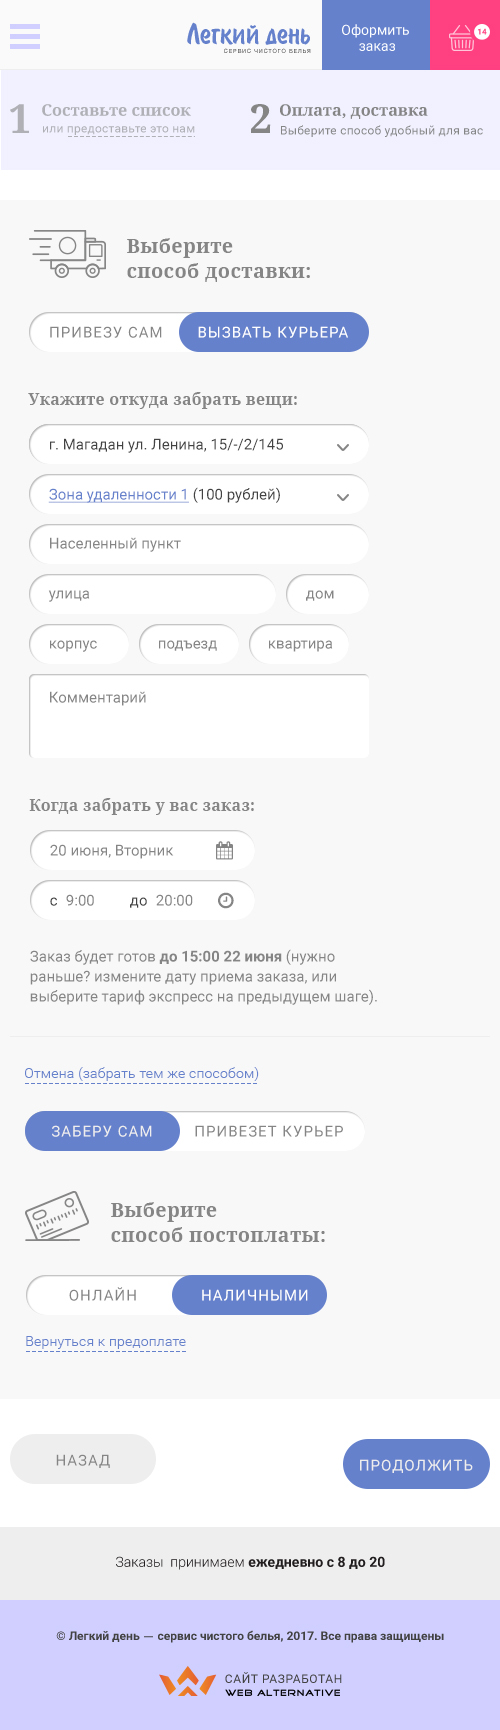 Легкий день
СЕРВИС ЧИСТОГО БЕЛЬЯ
Оформить
заказ
14
1 Составьте список
или предоставьте это нам
2 Оплата, доставка
Выберите способ удобный для вас
Выберите
способ доставки:
ПРИВЕЗУ САМ ВЫЗВАТЬ КУРЬЕРА
Укажите откуда забрать вещи:
г. Магадан ул. Ленина, 15/-/2/145
Зона удаленности 1 (100 рублей)
Населенный пункт
улица дом
корпус подъезд квартира
Комментарий
Когда забрать у вас заказ:
20 июня, Вторник
с 9:00 до 20:00
Заказ будет готов до 15:00 22 июня (нужно
раньше? измените дату приема заказа, или
выберите тариф экспресс на предыдущем шаге).
Отмена (забрать тем же способом)
ЗАБЕРУ САМ ПРИВЕЗЕТ КУРЬЕР
Выберите
способ постоплаты:
ОНЛАЙН НАЛИЧНЫМИ
Вернуться к предоплате
НАЗАД ПРОДОЛЖИТЬ
Заказы принимаем ежедневно с 8 до 20
© Легкий день — сервис чистого белья, 2017. Все права защищены
САЙТ РАЗРАБОТАН
WEB ALTERNATIVE